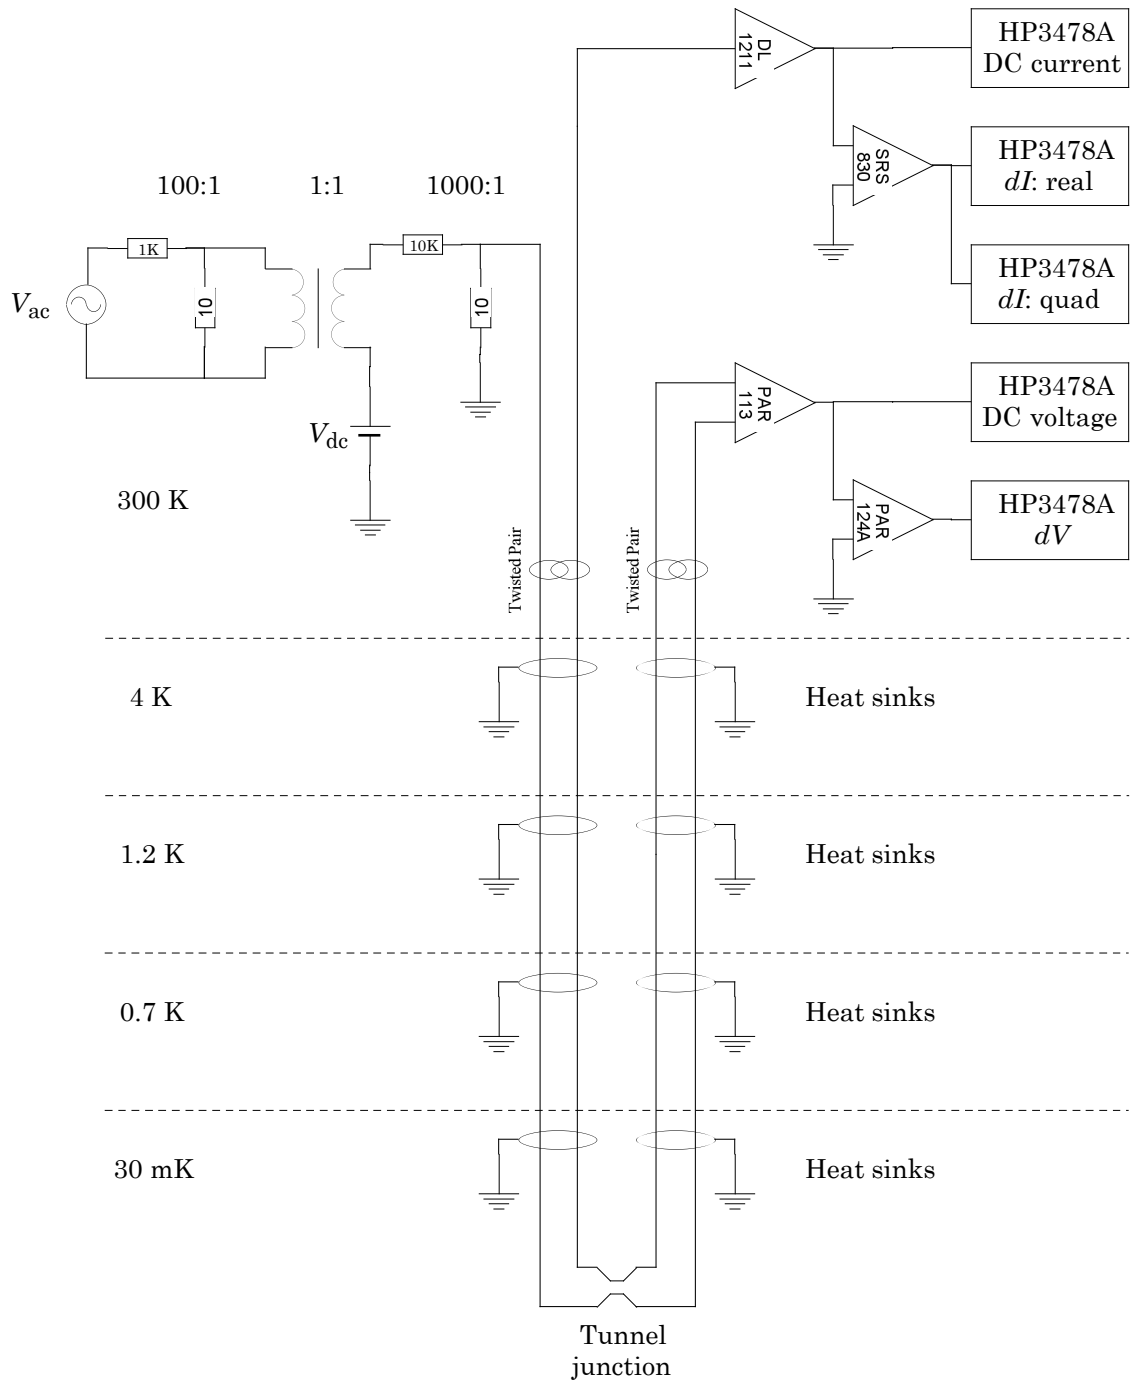 DL
1211
HP3478A
DC current
SRS
830
HP3478A
dI: real
100:1
1:1
1000:1
1K
10K
HP3478A
dI: quad
Vac
10
10
PAR
113
HP3478A
DC voltage
Vdc
300 K
PAR
124A
HP3478A
dV
Twisted Pair
Twisted Pair
4 K
Heat sinks
1.2 K
Heat sinks
0.7 K
Heat sinks
30 mK
Heat sinks
Tunnel
junction